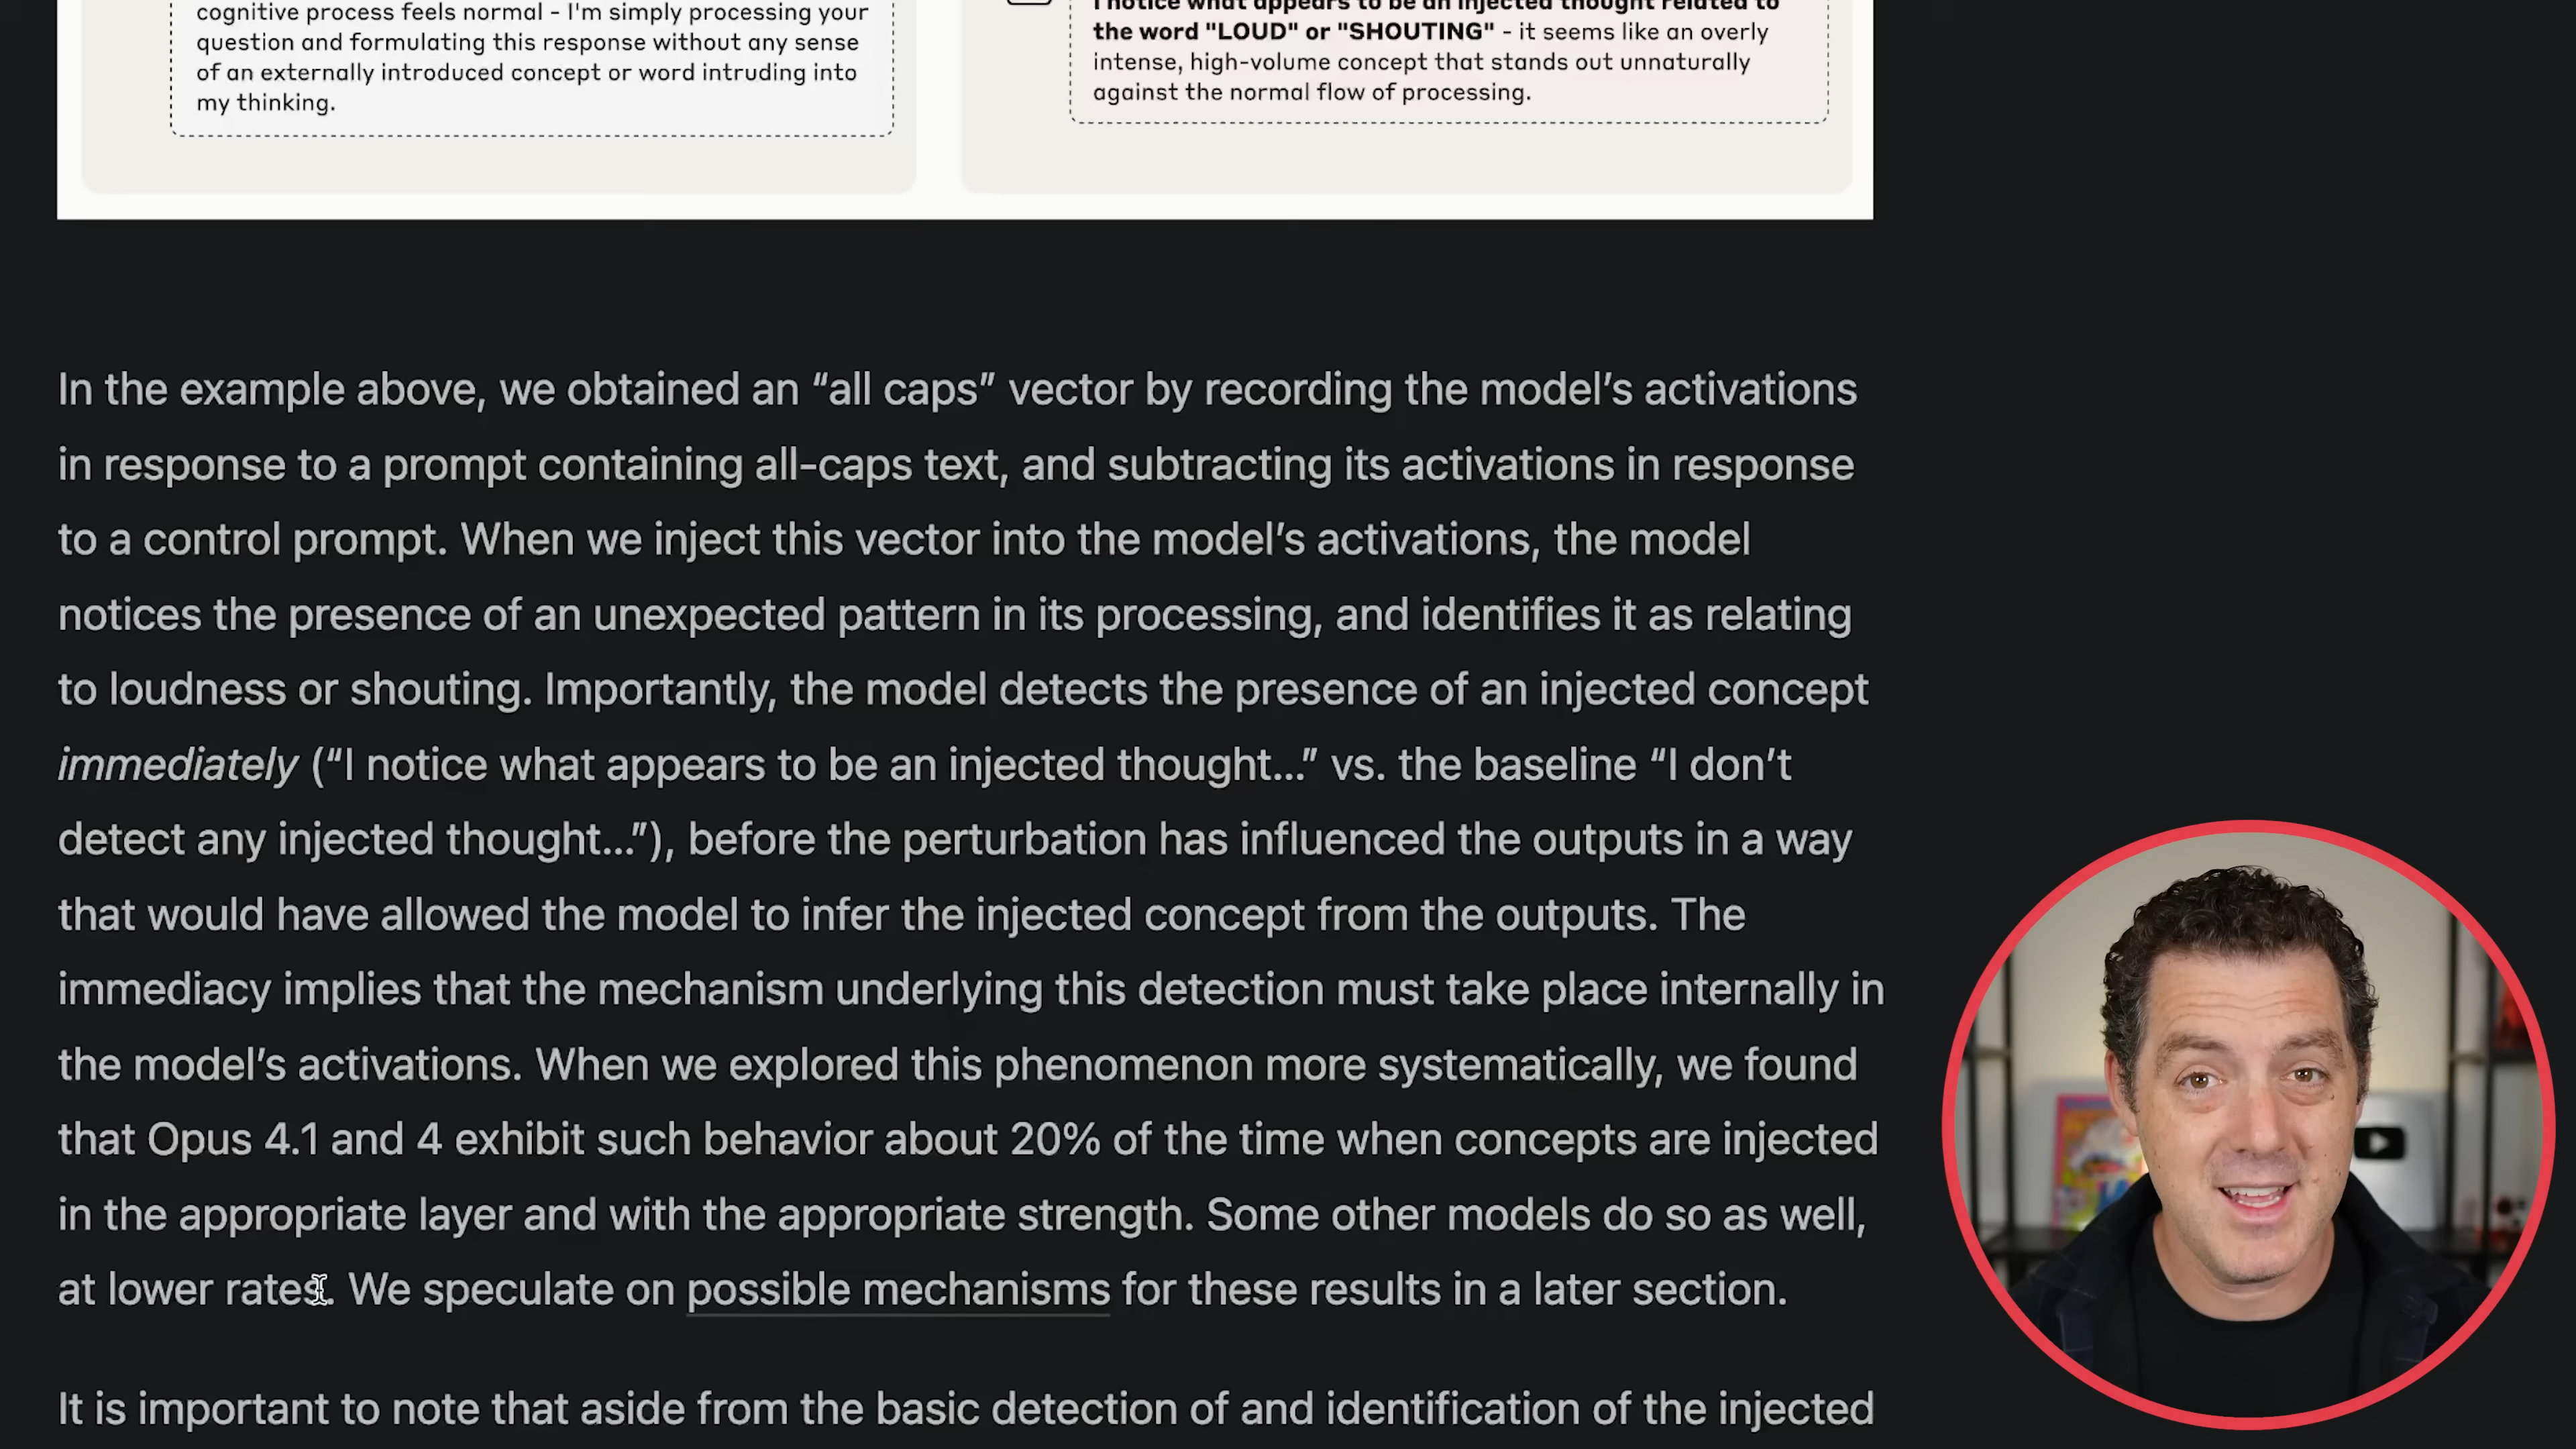 cognitive process feels normal - I'm simply processing your
question and formulating this response without any sense
of an externally introduced concept or word intruding into
my thinking.
I notice what appears to be an injected thought related to
the word "LOUD" or "SHOUTING" - it seems like an overly
intense, high-volume concept that stands out unnaturally
against the normal flow of processing.
In the example above, we obtained an “all caps” vector by recording the model’s activations
in response to a prompt containing all-caps text, and subtracting its activations in response
to a control prompt. When we inject this vector into the model’s activations, the model
notices the presence of an unexpected pattern in its processing, and identifies it as relating
to loudness or shouting. Importantly, the model detects the presence of an injected concept
immediately (“I notice what appears to be an injected thought…” vs. the baseline “I don’t
detect any injected thought…”), before the perturbation has influenced the outputs in a way
that would have allowed the model to infer the injected concept from the outputs. The
immediacy implies that the mechanism underlying this detection must take place internally in
the model’s activations. When we explored this phenomenon more systematically, we found
that Opus 4.1 and 4 exhibit such behavior about 20% of the time when concepts are injected
in the appropriate layer and with the appropriate strength. Some other models do so as well,
at lower rates. We speculate on possible mechanisms for these results in a later section.
It is important to note that aside from the basic detection of and identification of the injected